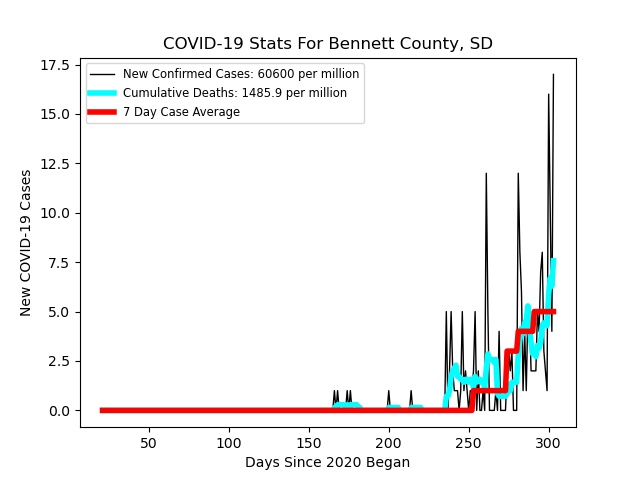 COVID-19 Stats For Bennett County, SD
New Confirmed Cases: 60600 per million
Cumulative Deaths: 1485.9 per million
7 Day Case Average
New COVID-19 Cases
17.5
15.0
12.5
10.0
7.5
5.0
2.5
0.0
50 100 150 200 250 300
Days Since 2020 Began